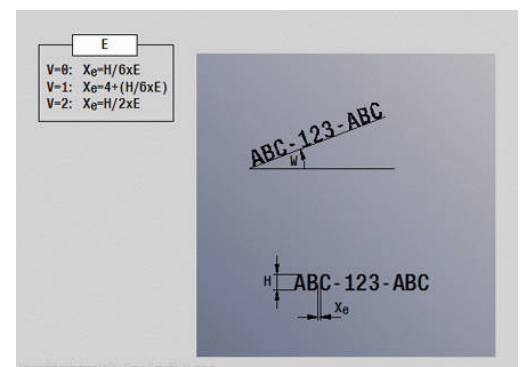 E
V=0: Xe=H/6xE
V=1: Xe=4+(H/6xE)
V=2: Xe=H/2xE
ABC-123-ABC
W
H
ABC-123-ABC
Xe